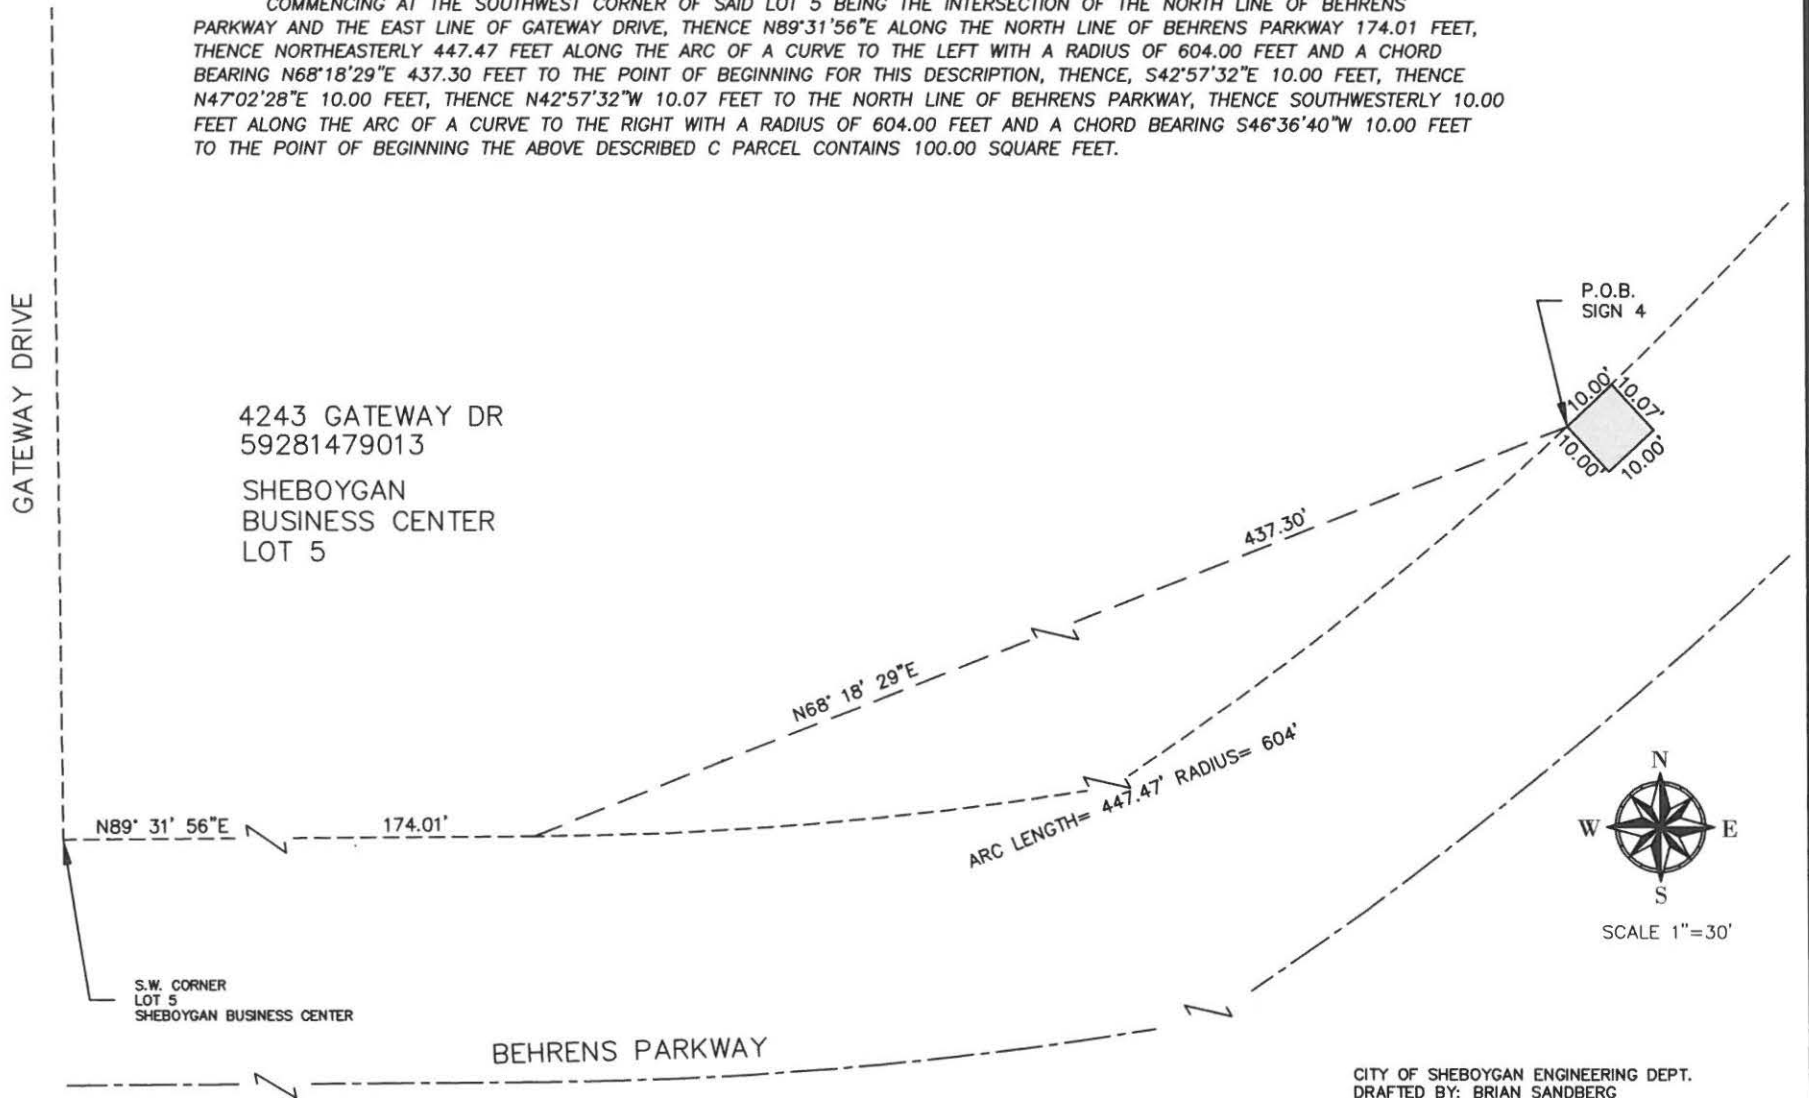 COMMENCING AT THE SOUTHWEST CORNER OF SAID LOT 5 BEING THE INTERSECTION OF THE NORTH LINE OF BEHRENS
PARKWAY AND THE EAST LINE OF GATEWAY DRIVE, THENCE N89°31'56"E ALONG THE NORTH LINE OF BEHRENS PARKWAY 174.01 FEET,
THENCE NORTHEASTERLY 447.47 FEET ALONG THE ARC OF A CURVE TO THE LEFT WITH A RADIUS OF 604.00 FEET AND A CHORD
BEARING N68°18'29"E 437.30 FEET TO THE POINT OF BEGINNING FOR THIS DESCRIPTION, THENCE, S42°57'32"E 10.00 FEET, THENCE
N47°02'28"E 10.00 FEET, THENCE N42°57'32"W 10.07 FEET TO THE NORTH LINE OF BEHRENS PARKWAY, THENCE SOUTHWESTERLY 10.00
FEET ALONG THE ARC OF A CURVE TO THE RIGHT WITH A RADIUS OF 604.00 FEET AND A CHORD BEARING S46°36'40"W 10.00 FEET
TO THE POINT OF BEGINNING THE ABOVE DESCRIBED C PARCEL CONTAINS 100.00 SQUARE FEET.
GATEWAY DRIVE
P.O.B.
SIGN 4
10.00'
10.07'
10.00'
10.00'
4243 GATEWAY DR
59281479013
SHEBOYGAN
BUSINESS CENTER
LOT 5
437.30'
N68° 18' 29"E
ARC LENGTH= 447.47' RADIUS= 604'
N89° 31' 56"E
174.01'
N
W
E
S
SCALE 1"=30'
S.W. CORNER
LOT 5
SHEBOYGAN BUSINESS CENTER
BEHRENS PARKWAY
CITY OF SHEBOYGAN ENGINEERING DEPT.
DRAFTED BY: BRIAN SANDBERG